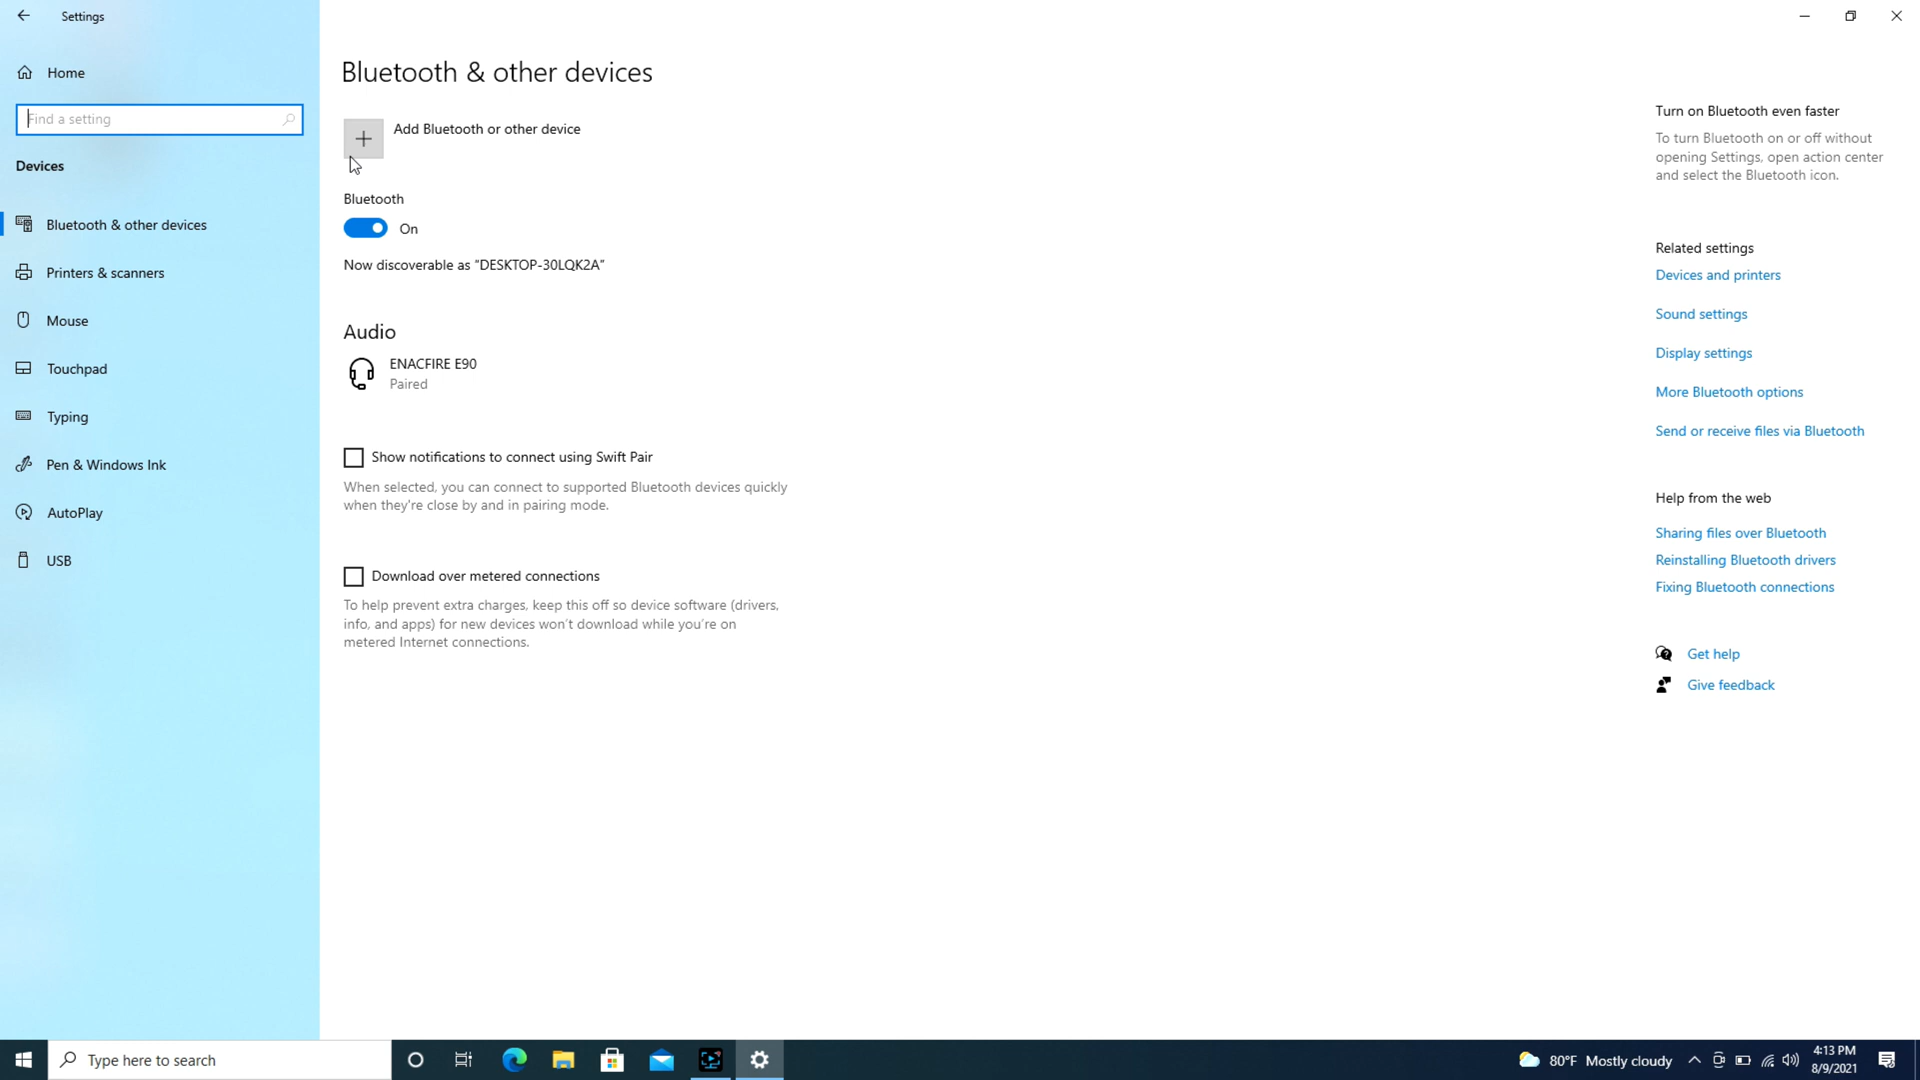 Settings
Home
Find a setting
Devices
Bluetooth & other devices
Printers & scanners
Mouse
Touchpad
Typing
Pen & Windows Ink
AutoPlay
USB
Bluetooth & other devices
Add Bluetooth or other device
Bluetooth
On
Now discoverable as “DESKTOP-30LQK2A”
Audio
ENACFIRE E90
Paired
Show notifications to connect using Swift Pair
When selected, you can connect to supported Bluetooth devices quickly
when they're close by and in pairing mode.
Download over metered connections
To help prevent extra charges, keep this off so device software (drivers,
info, and apps) for new devices won't download while you're on
metered Internet connections.
Turn on Bluetooth even faster
To turn Bluetooth on or off without
opening Settings, open action center
and select the Bluetooth icon.
Related settings
Devices and printers
Sound settings
Display settings
More Bluetooth options
Send or receive files via Bluetooth
Help from the web
Sharing files over Bluetooth
Reinstalling Bluetooth drivers
Fixing Bluetooth connections
Get help
Give feedback
Type here to search
80°F Mostly cloudy
4:13 PM
8/9/2021